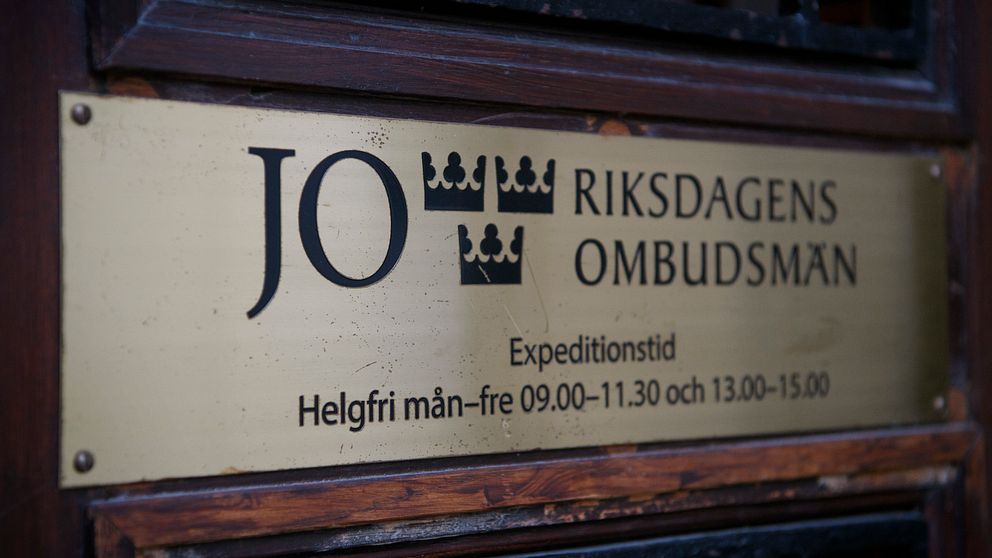 JO RIKSDAGENS
OMBUDSMÄN
Expeditionstid
Helgfri mån–fre 09.00–11.30 och 13.00–15.00